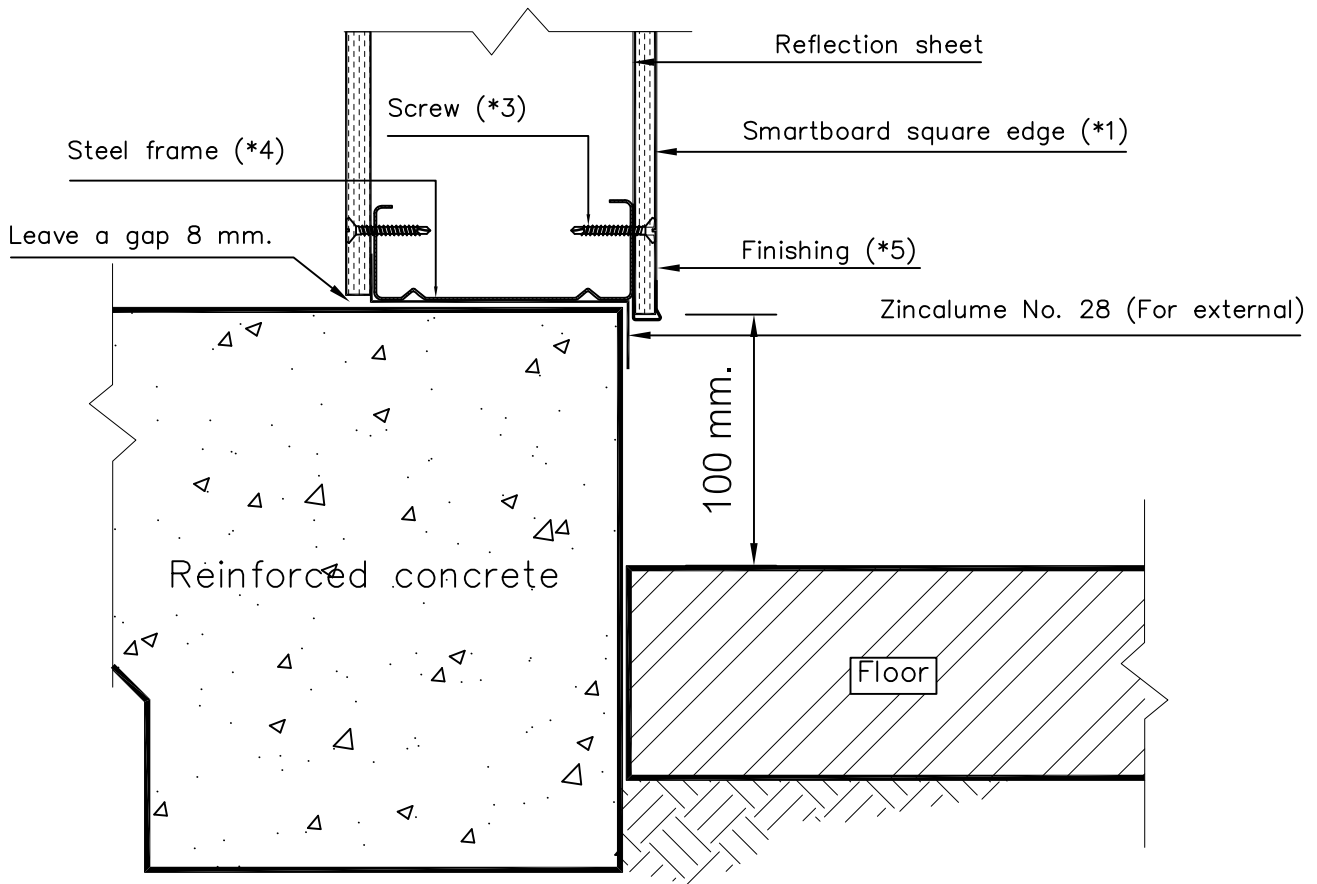 Reflection sheet
Screw (*3)
Smartboard square edge (*1)
Steel frame (*4)
Leave a gap 8 mm.
Finishing (*5)
Zincalume No. 28 (For external)
100 mm.
Reinforced concrete
Floor